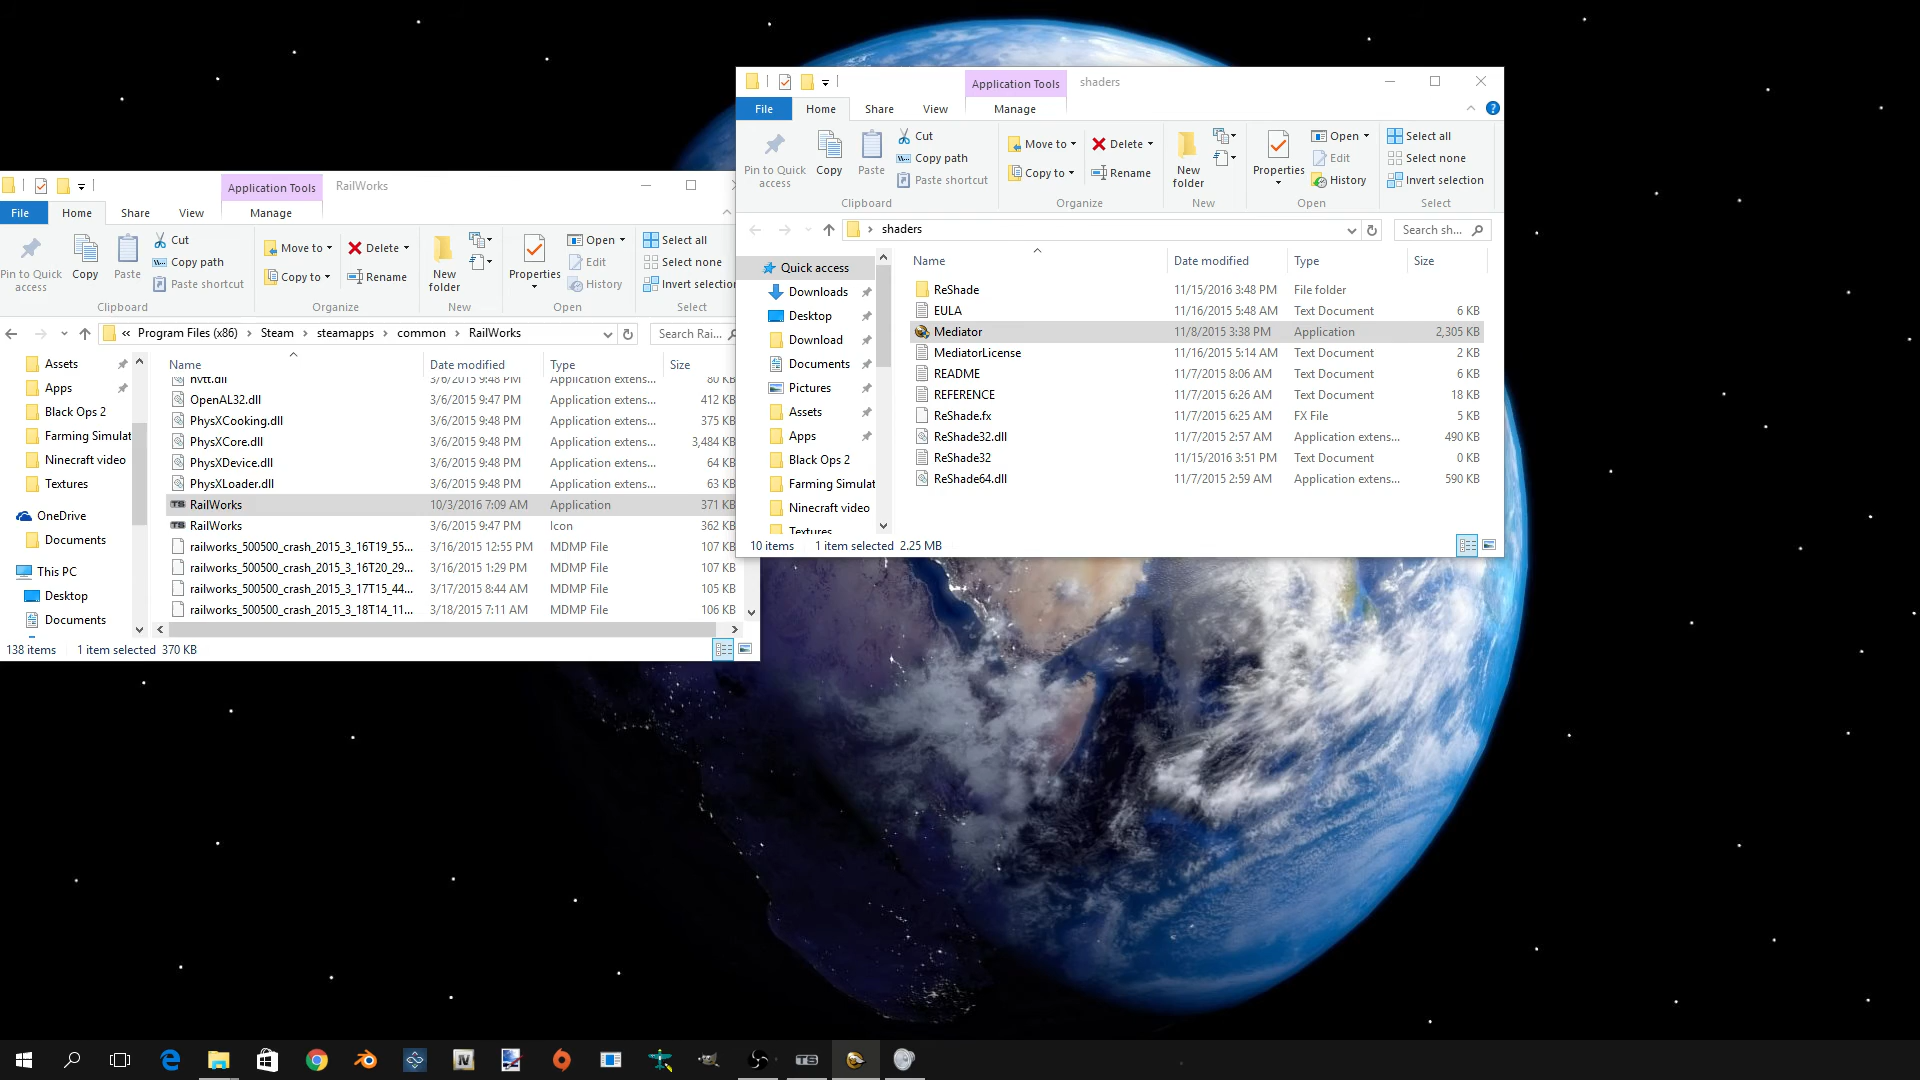 Application Tools
shaders
File
Home
Share
View
Manage
Pin to Quick access
Copy
Paste
Cut
Copy path
Paste shortcut
Move to
Copy to
Delete
Rename
New folder
Properties
Open
Edit
History
Select all
Select none
Invert selection
Clipboard
Organize
New
Open
Select
shaders
Search sh...
Quick access
Downloads
Desktop
Download
Documents
Pictures
Assets
Apps
Black Ops 2
Farming Simulat
Ninecraft video
Textures
Name Date modified Type Size
ReShade 11/15/2016 3:48 PM File folder
EULA 11/16/2015 5:48 AM Text Document 6 KB
Mediator 11/8/2015 3:38 PM Application 2,305 KB
MediatorLicense 11/16/2015 5:14 AM Text Document 2 KB
README 11/7/2015 8:06 AM Text Document 6 KB
REFERENCE 11/7/2015 6:26 AM Text Document 18 KB
ReShade.fx 11/7/2015 6:25 AM FX File 5 KB
ReShade32.dll 11/7/2015 2:57 AM Application extens... 490 KB
ReShade32 11/15/2016 3:51 PM Text Document 0 KB
ReShade64.dll 11/7/2015 2:59 AM Application extens... 590 KB
10 items 1 item selected 2.25 MB
Application Tools
RailWorks
File
Home
Share
View
Manage
Pin to Quick access
Copy
Paste
Cut
Copy path
Paste shortcut
Move to
Copy to
Delete
Rename
New folder
Properties
Open
Edit
History
Select all
Select none
Invert selection
Clipboard
Organize
New
Open
Select
« Program Files (x86) > Steam > steamapps > common > RailWorks
Search Rai...
Assets
Apps
Black Ops 2
Farming Simulat
Ninecraft video
Textures
OneDrive
Documents
This PC
Desktop
Documents
Name Date modified Type Size
nvtt.dll 3/6/2015 9:48 PM Application extens... 80 KB
OpenAL32.dll 3/6/2015 9:47 PM Application extens... 412 KB
PhysXCooking.dll 3/6/2015 9:48 PM Application extens... 375 KB
PhysXCore.dll 3/6/2015 9:48 PM Application extens... 3,484 KB
PhysXDevice.dll 3/6/2015 9:48 PM Application extens... 64 KB
PhysXLoader.dll 3/6/2015 9:48 PM Application extens... 63 KB
RailWorks 10/3/2016 7:09 AM Application 371 KB
RailWorks 3/6/2015 9:47 PM Icon 362 KB
railworks_500500_crash_2015_3_16T19_55... 3/16/2015 12:55 PM MDMP File 107 KB
railworks_500500_crash_2015_3_16T20_29... 3/16/2015 1:29 PM MDMP File 107 KB
railworks_500500_crash_2015_3_17T15_44... 3/17/2015 8:44 AM MDMP File 105 KB
railworks_500500_crash_2015_3_18T14_11... 3/18/2015 7:11 AM MDMP File 106 KB
138 items 1 item selected 370 KB